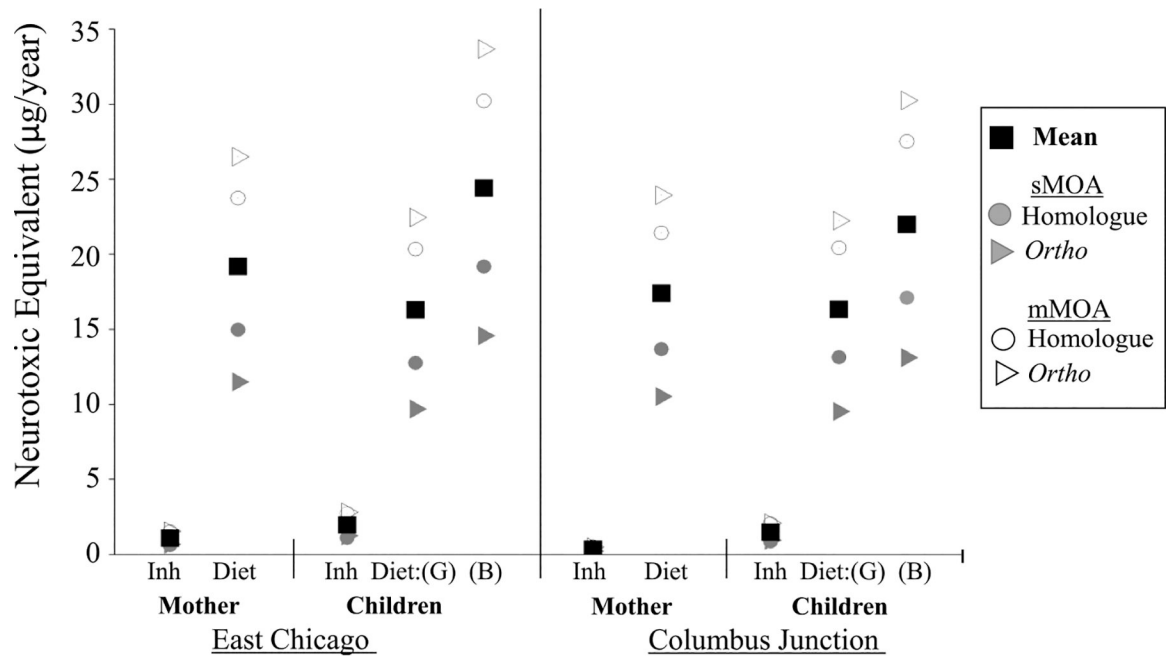 Neurotoxic Equivalent (µg/year)
35
30
25
20
15
10
5
0
Inh Diet Inh Diet:(G) (B) Inh Diet Inh Diet:(G) (B)
Mother Children Mother Children
East Chicago Columbus Junction
Mean
sMOA
Homologue
Ortho
mMOA
Homologue
Ortho